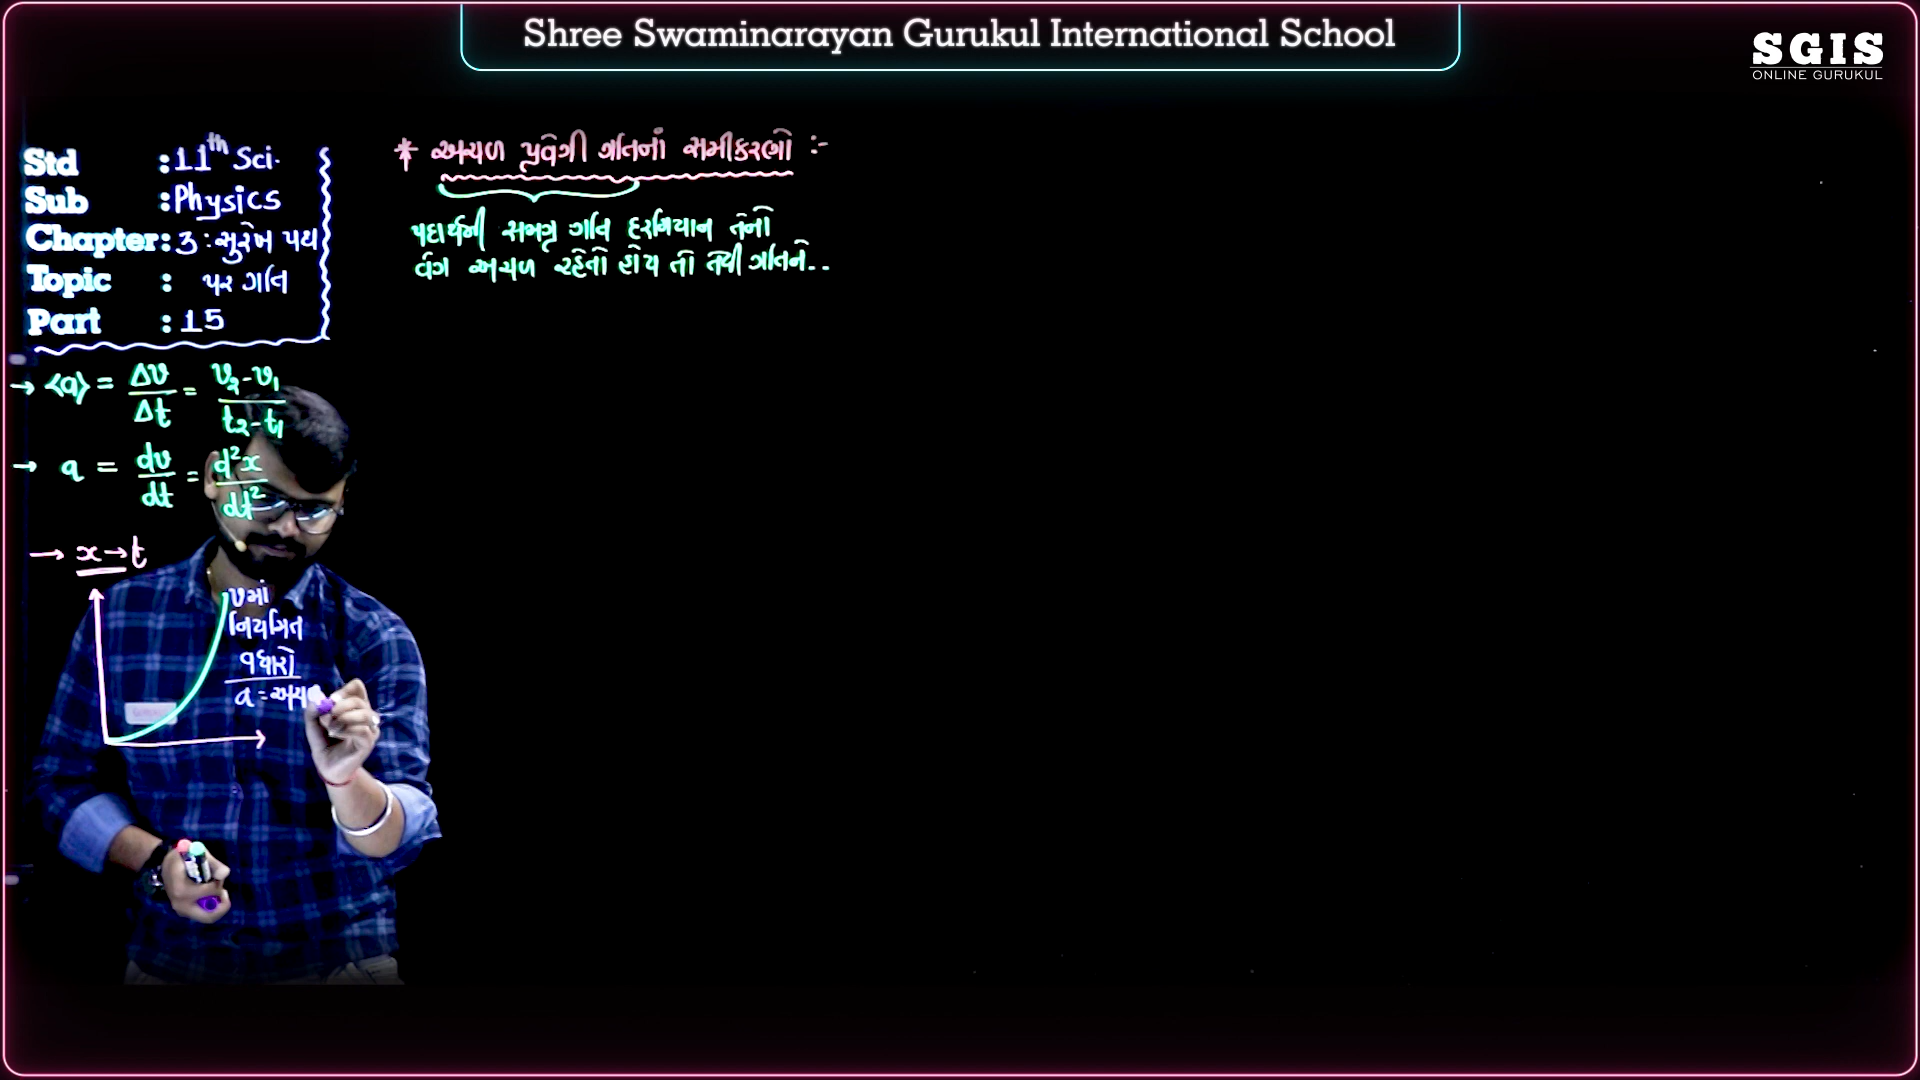 Shree Swaminarayan Gurukul International School
SGIS
ONLINE GURUKUL
Std : 11th Sci.
Sub : Physics
Chapter : 3 : સુરેખ પથ
Topic : પર ગતિ
Part : 15
* અચળ પ્રવેગી ગતિનાં સમીકરણો :-
પદાર્થની સમગ્ર ગતિ દરમિયાન તેનો
વેગ અચળ રહેતો હોય તો તેવી ગતિને..
→ <a> = Δv/Δt = v₂-v₁/t₂-t₁
→ a = dv/dt = d²x/dt²
→ x→t
vમાં
નિયમિત
વધારો
a = અચ